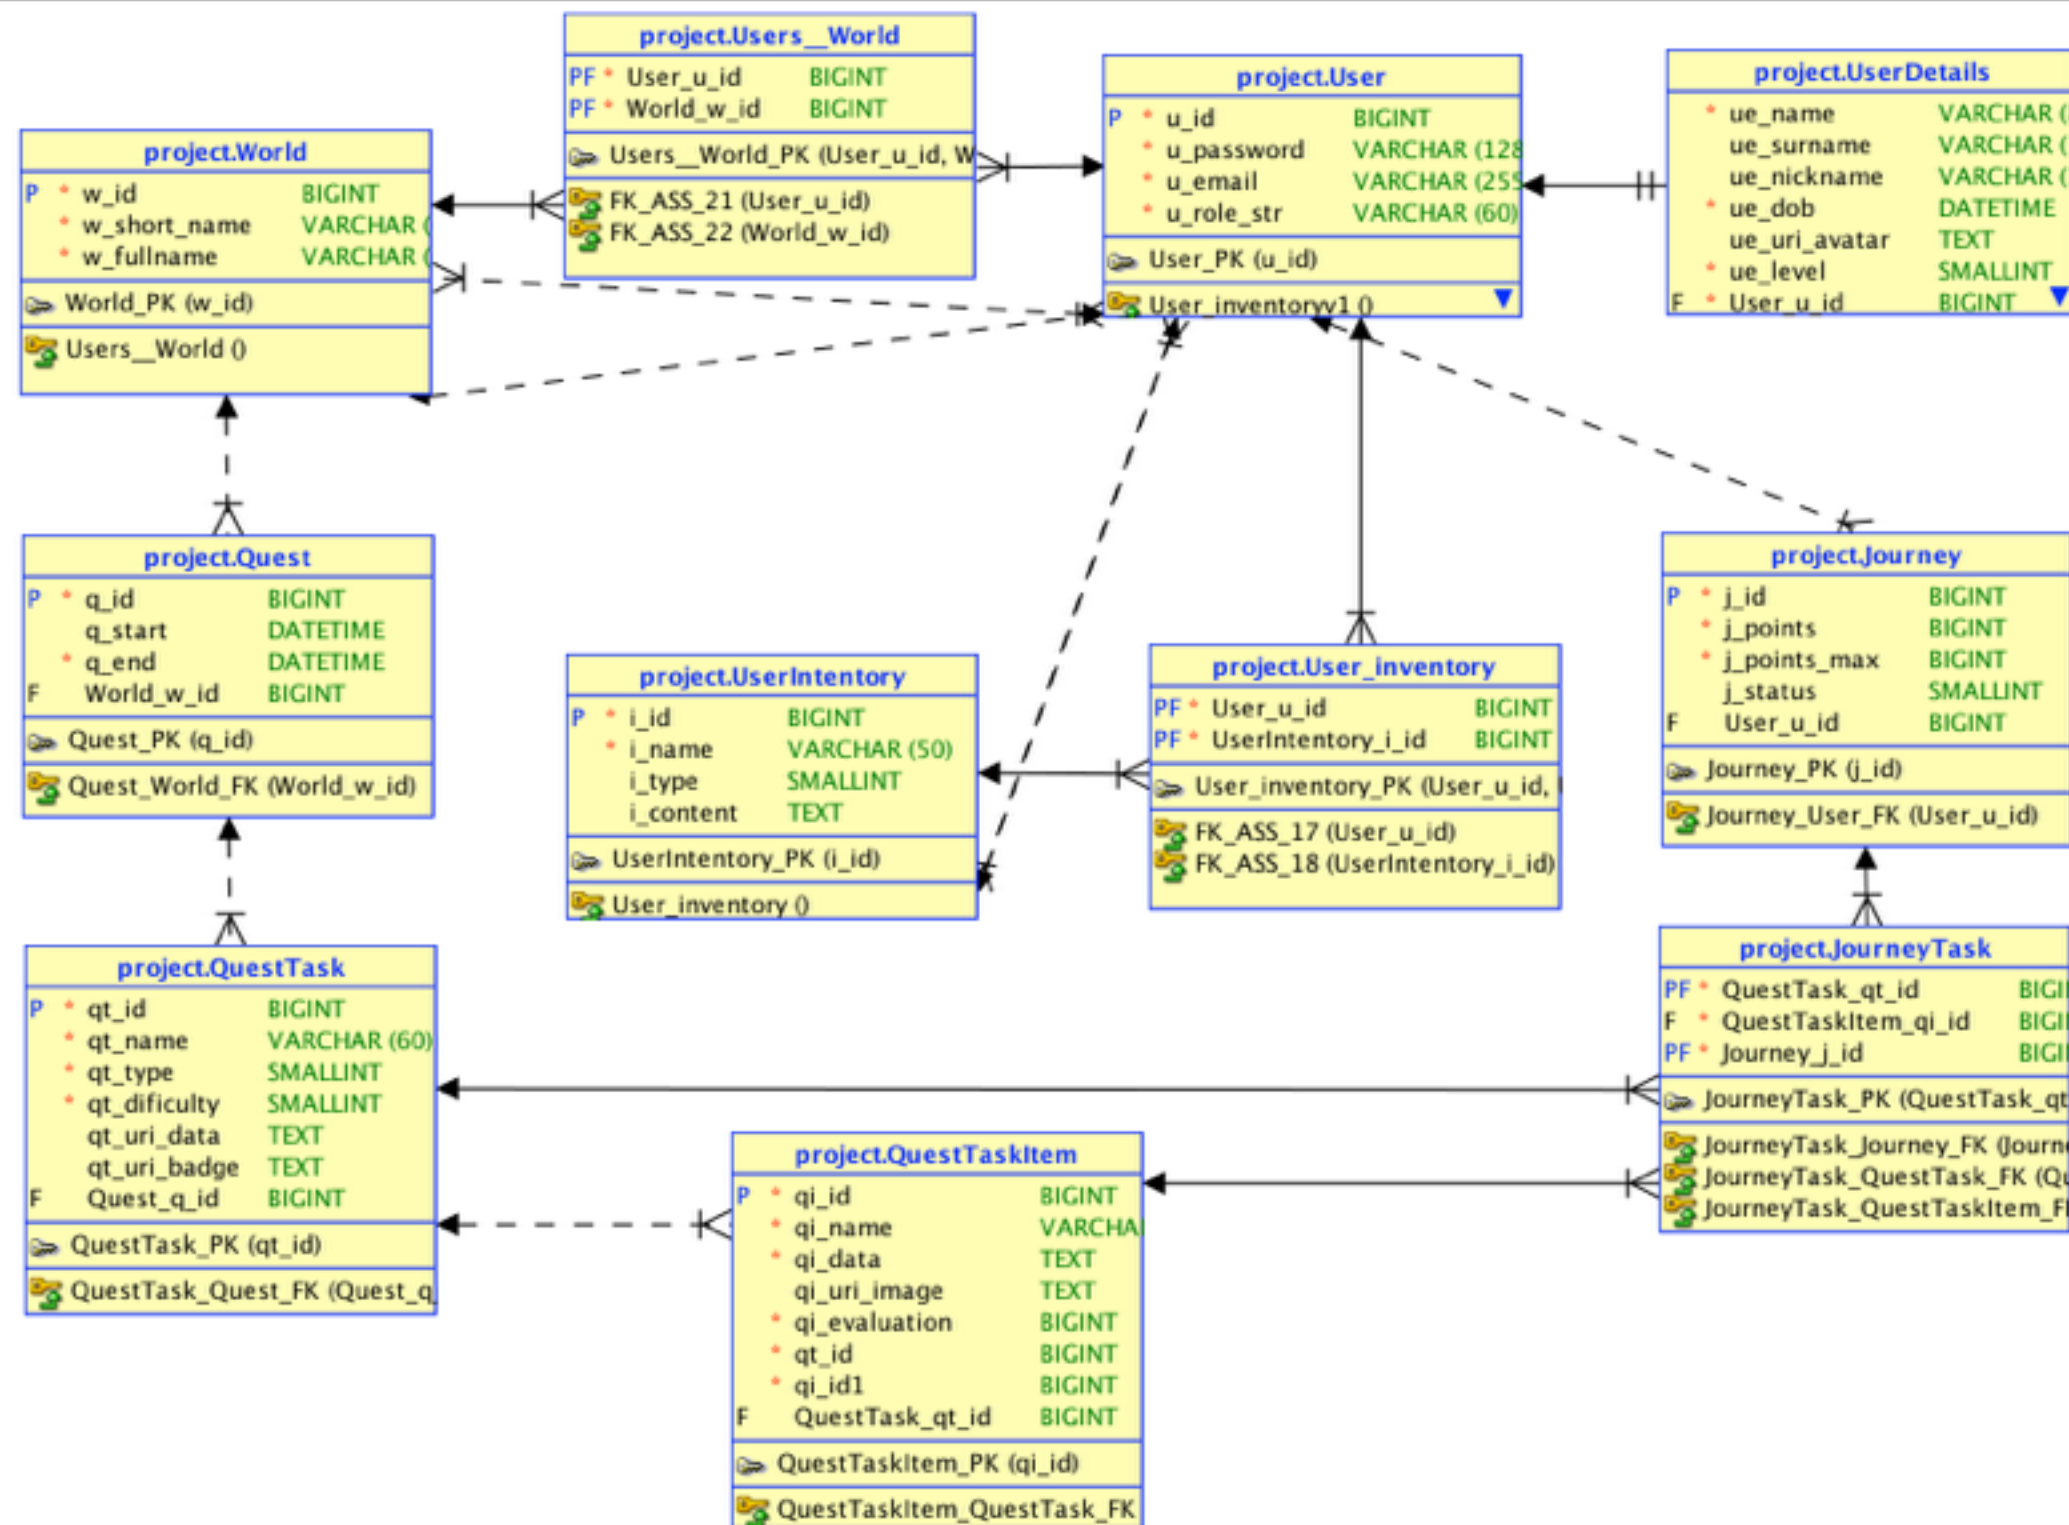 project.Users__World
PF * User_u_id BIGINT
PF * World_w_id BIGINT
Users__World_PK (User_u_id, W
FK_ASS_21 (User_u_id)
FK_ASS_22 (World_w_id)
project.User
P * u_id BIGINT
* u_password VARCHAR (128
* u_email VARCHAR (255
* u_role_str VARCHAR (60)
User_PK (u_id)
User_inventoryv1 ()
project.UserDetails
* ue_name VARCHAR (
ue_surname VARCHAR (
ue_nickname VARCHAR (
* ue_dob DATETIME
ue_uri_avatar TEXT
* ue_level SMALLINT
F * User_u_id BIGINT
project.World
P * w_id BIGINT
* w_short_name VARCHAR (
* w_fullname VARCHAR (
World_PK (w_id)
Users__World ()
project.Quest
P * q_id BIGINT
q_start DATETIME
* q_end DATETIME
F World_w_id BIGINT
Quest_PK (q_id)
Quest_World_FK (World_w_id)
project.UserIntentory
P * i_id BIGINT
* i_name VARCHAR (50)
i_type SMALLINT
i_content TEXT
UserIntentory_PK (i_id)
User_inventory ()
project.User_inventory
PF * User_u_id BIGINT
PF * UserIntentory_i_id BIGINT
User_inventory_PK (User_u_id,
FK_ASS_17 (User_u_id)
FK_ASS_18 (UserIntentory_i_id)
project.Journey
P * j_id BIGINT
* j_points BIGINT
* j_points_max BIGINT
j_status SMALLINT
F User_u_id BIGINT
Journey_PK (j_id)
Journey_User_FK (User_u_id)
project.QuestTask
P * qt_id BIGINT
* qt_name VARCHAR (60)
* qt_type SMALLINT
* qt_dificulty SMALLINT
qt_uri_data TEXT
qt_uri_badge TEXT
F Quest_q_id BIGINT
QuestTask_PK (qt_id)
QuestTask_Quest_FK (Quest_q
project.JourneyTask
PF * QuestTask_qt_id BIGI
F * QuestTaskItem_qi_id BIGI
PF * Journey_j_id BIGI
JourneyTask_PK (QuestTask_qt
JourneyTask_Journey_FK (Journ
JourneyTask_QuestTask_FK (Qu
JourneyTask_QuestTaskItem_F
project.QuestTaskItem
P * qi_id BIGINT
* qi_name VARCHA
* qi_data TEXT
qi_uri_image TEXT
* qi_evaluation BIGINT
* qt_id BIGINT
* qi_id1 BIGINT
F QuestTask_qt_id BIGINT
QuestTaskItem_PK (qi_id)
QuestTaskItem_QuestTask_FK